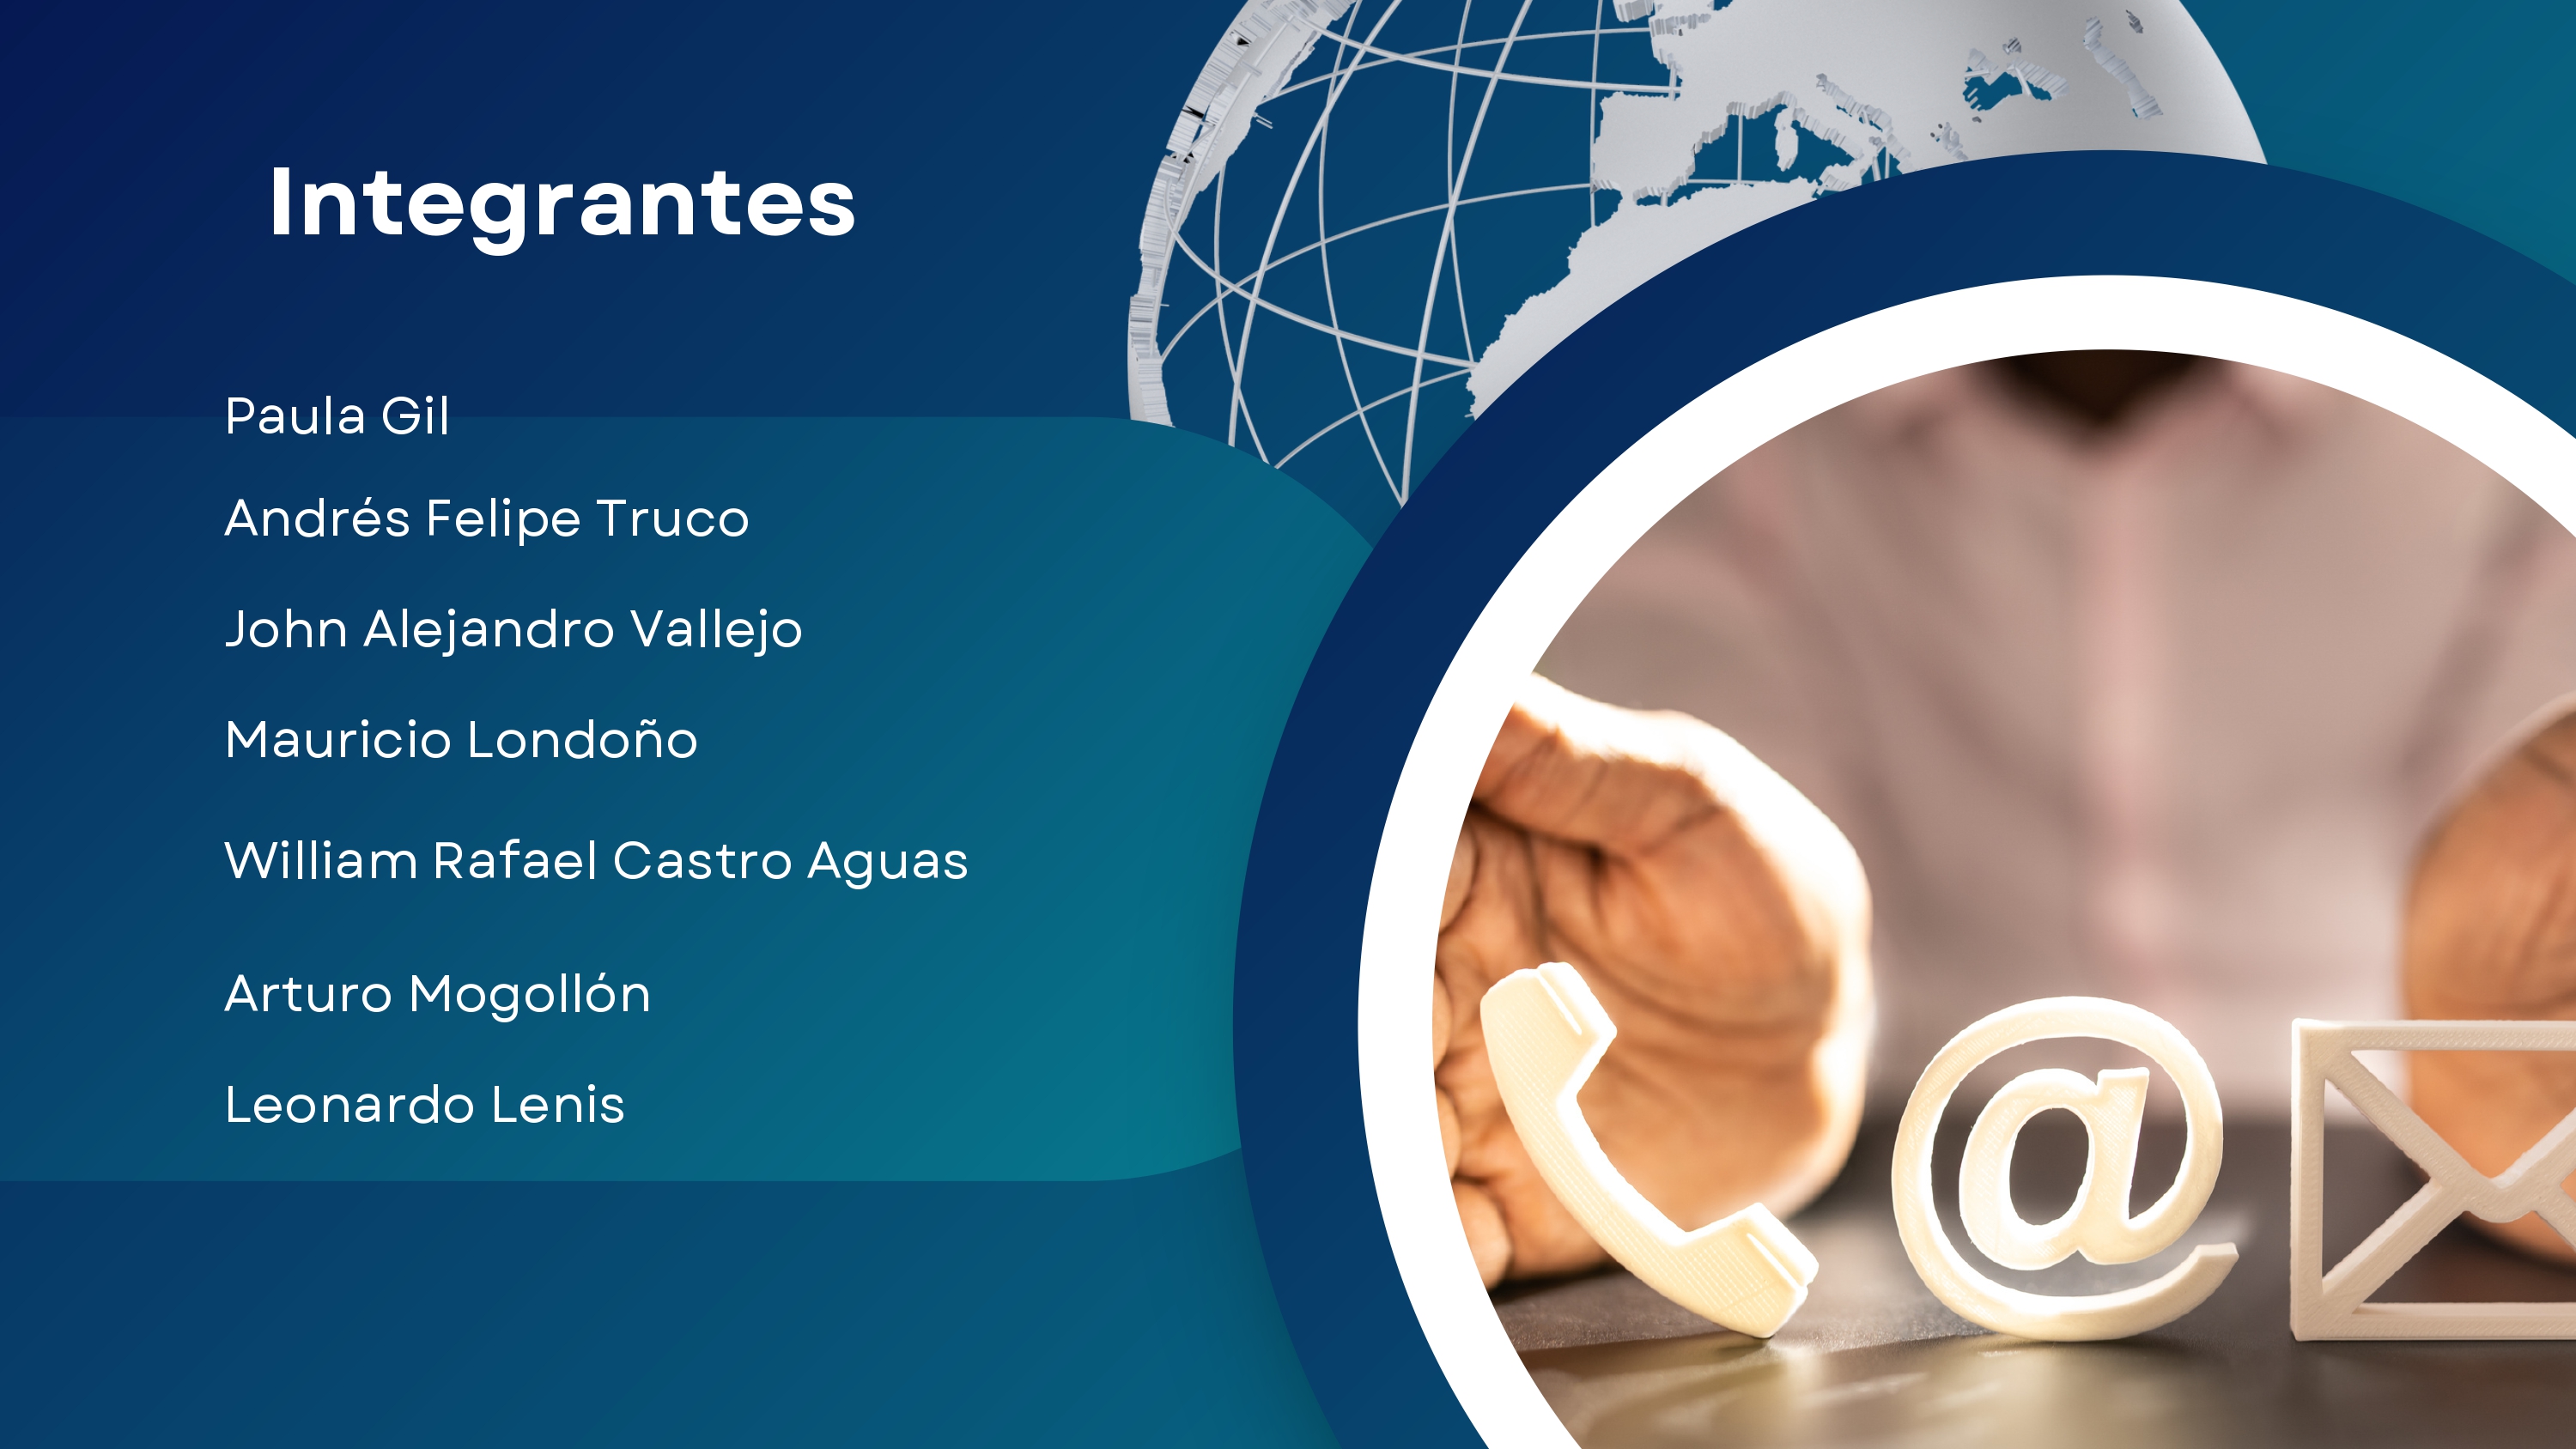 Integrantes
Paula Gil
Andrés Felipe Truco
John Alejandro Vallejo
Mauricio Londoño
William Rafael Castro Aguas
Arturo Mogollón
Leonardo Lenis
@